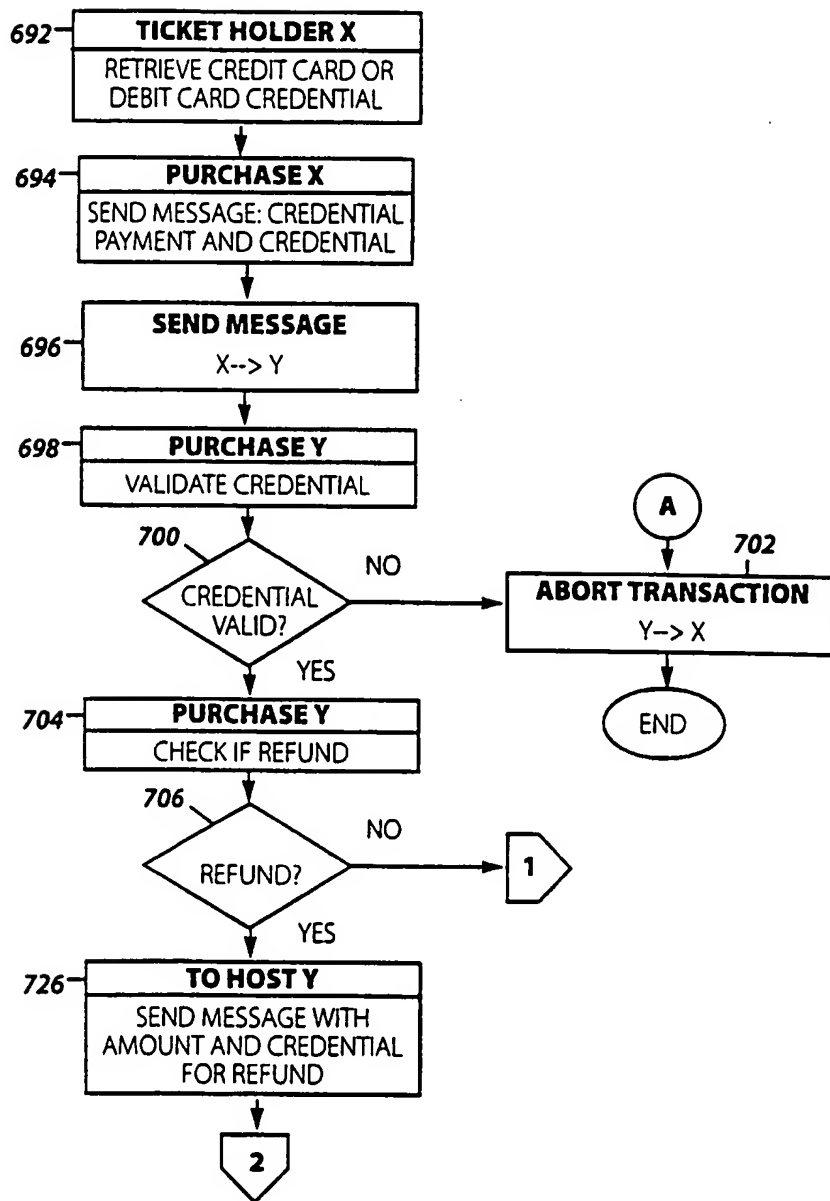 692
TICKET HOLDER X
RETRIEVE CREDIT CARD OR
DEBIT CARD CREDENTIAL
694
PURCHASE X
SEND MESSAGE: CREDENTIAL
PAYMENT AND CREDENTIAL
696
SEND MESSAGE
X--> Y
698
PURCHASE Y
VALIDATE CREDENTIAL
700
CREDENTIAL
VALID?
NO
YES
A
702
ABORT TRANSACTION
Y--> X
END
704
PURCHASE Y
CHECK IF REFUND
706
REFUND?
NO
1
YES
726
TO HOST Y
SEND MESSAGE WITH
AMOUNT AND CREDENTIAL
FOR REFUND
2